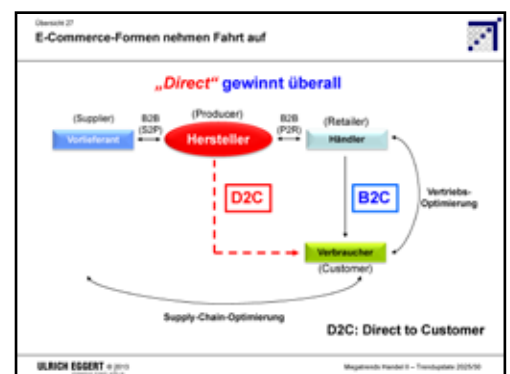 Übersicht 27
E-Commerce-Formen nehmen Fahrt auf
„Direct“ gewinnt überall
(Supplier)
B2B
(S2P)
(Producer)
B2B
(P2R)
(Retailer)
Vorlieferant
Hersteller
Händler
D2C
B2C
Vertriebs-
Optimierung
Verbraucher
(Customer)
Supply-Chain-Optimierung
D2C: Direct to Customer
ULRICH EGGERT © 2013
Megatrends Handel II – Trendupdate 2025/30